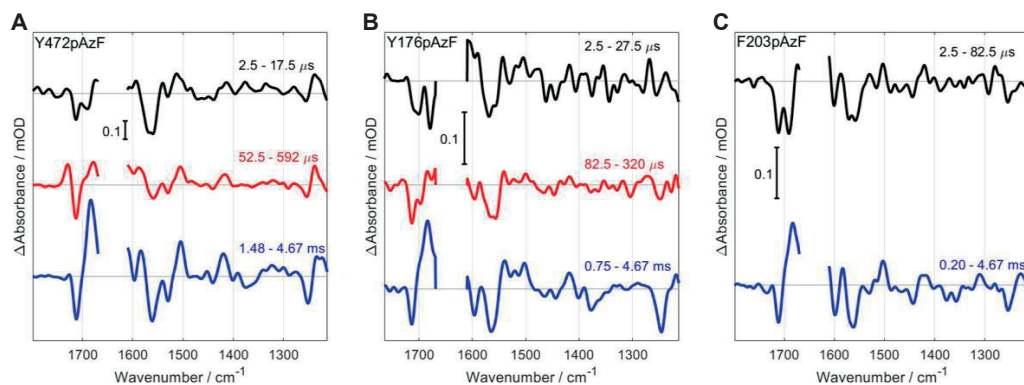 A
Y472pAzF
2.5 - 17.5 µs
0.1
52.5 - 592 µs
1.48 - 4.67 ms
Δ Absorbance / mOD
1700 1600 1500 1400 1300
Wavenumber / cm⁻¹
B
Y176pAzF
2.5 - 27.5 µs
0.1
82.5 - 320 µs
0.75 - 4.67 ms
Δ Absorbance / mOD
1700 1600 1500 1400 1300
Wavenumber / cm⁻¹
C
F203pAzF
2.5 - 82.5 µs
0.1
0.20 - 4.67 ms
Δ Absorbance / mOD
1700 1600 1500 1400 1300
Wavenumber / cm⁻¹